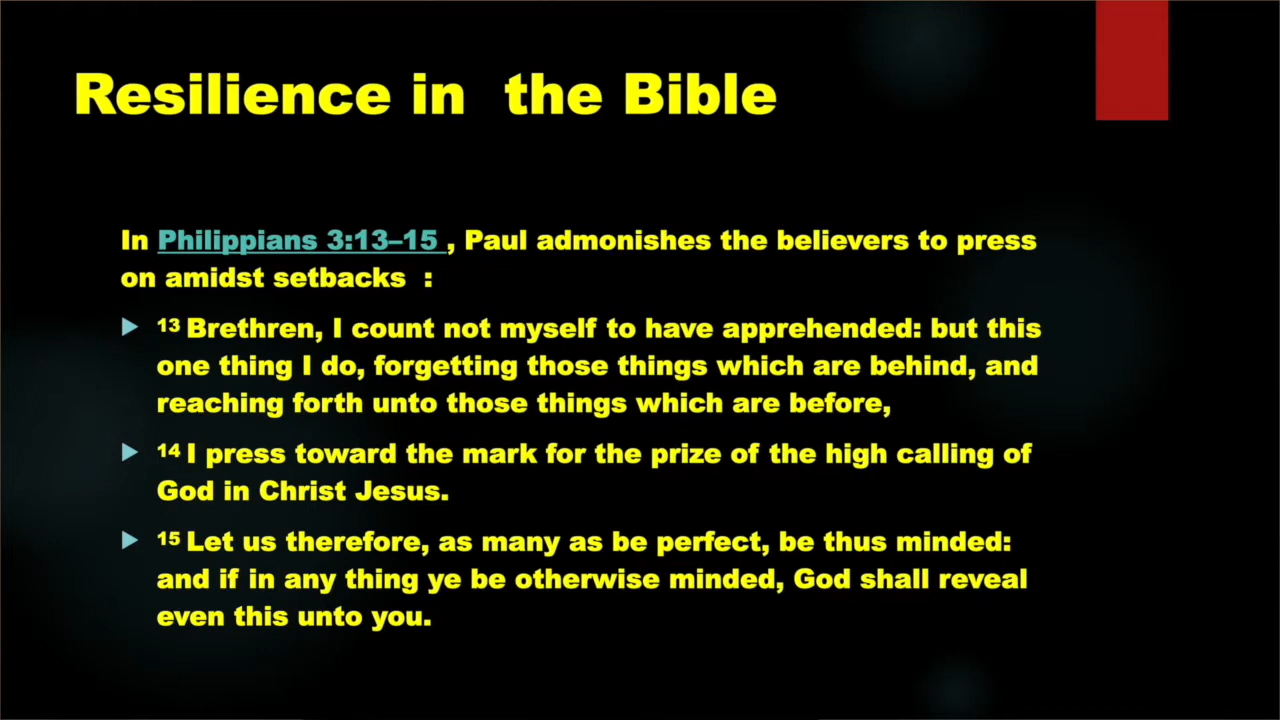 Resilience in  the Bible
In Philippians 3:13–15 , Paul admonishes the believers to press
on amidst setbacks  :
13 Brethren, I count not myself to have apprehended: but this
one thing I do, forgetting those things which are behind, and
reaching forth unto those things which are before,
14 I press toward the mark for the prize of the high calling of
God in Christ Jesus.
15 Let us therefore, as many as be perfect, be thus minded:
and if in any thing ye be otherwise minded, God shall reveal
even this unto you.